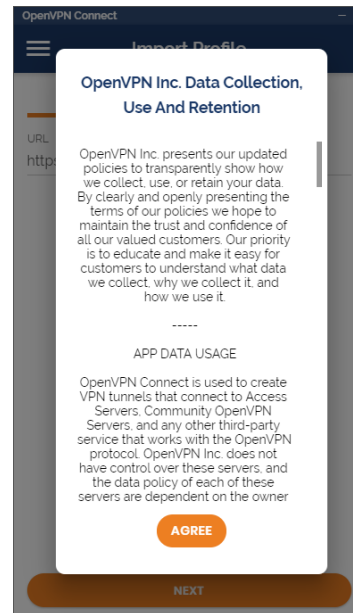 OpenVPN Connect
Import Profile
OpenVPN Inc. Data Collection,
Use And Retention
URL
http
OpenVPN Inc. presents our updated
policies to transparently show how
we collect, use, or retain your data.
By clearly and openly presenting the
terms of our policies we hope to
maintain the trust and confidence of
all our valued customers. Our priority
is to educate and make it easy for
customers to understand what data
we collect, why we collect it, and
how we use it.
-----
APP DATA USAGE
OpenVPN Connect is used to create
VPN tunnels that connect to Access
Servers, Community OpenVPN
Servers, and any other third-party
service that works with the OpenVPN
protocol. OpenVPN Inc. does not
have control over these servers, and
the data policy of each of these
servers are dependent on the owner
AGREE
NEXT